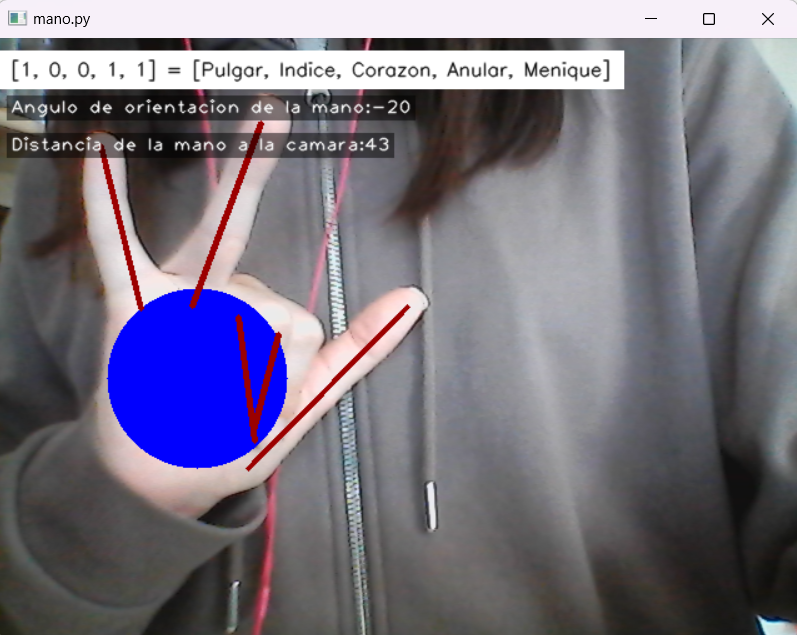 mano.py
[1, 0, 0, 1, 1] = [Pulgar, Indice, Corazon, Anular, Menique]
Angulo de orientacion de la mano:-20
Distancia de la mano a la camara:43